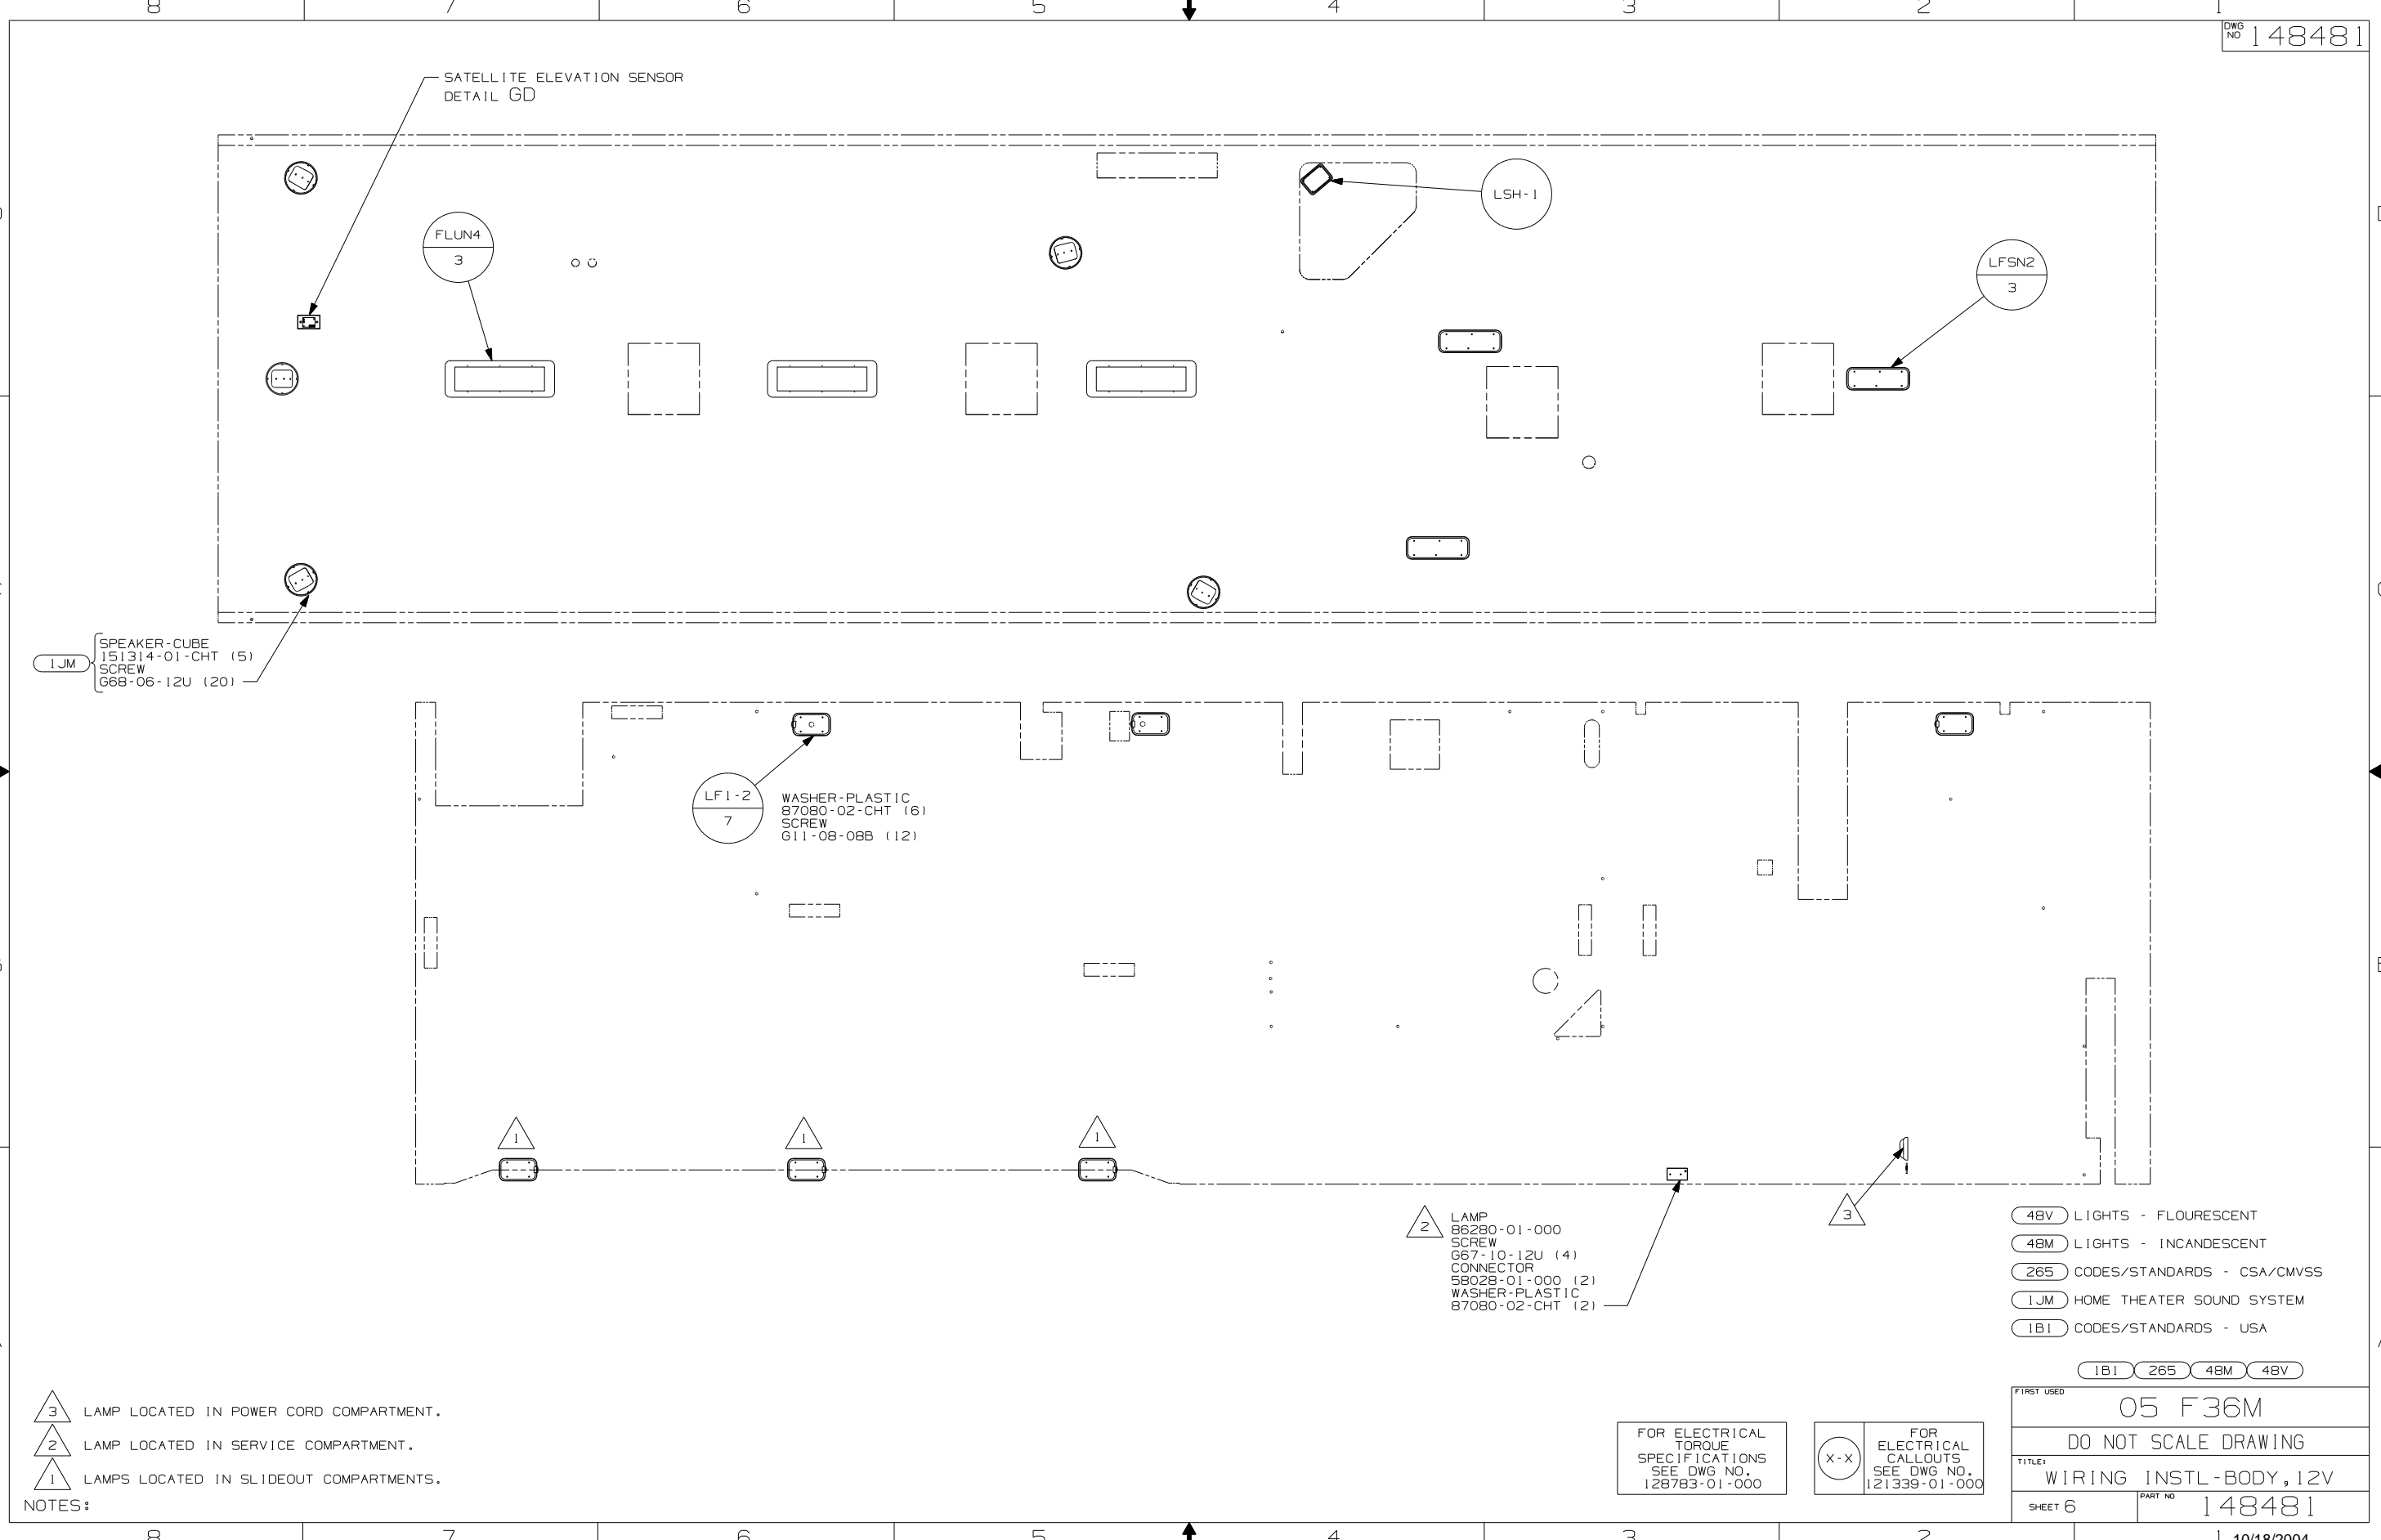 8 7 6 5 4 3 2 1
DWG NO 148481
SATELLITE ELEVATION SENSOR
DETAIL GD
D
D
FLUN4
3
LSH-1
LFSN2
3
C
SPEAKER-CUBE
151314-01-CHT (5)
SCREW
G68-06-12U (20)
1JM
LF1-2
7
WASHER-PLASTIC
87080-02-CHT (6)
SCREW
G11-08-08B (12)
B
1
1
1
2
LAMP
86280-01-000
SCREW
G67-10-12U (4)
CONNECTOR
58028-01-000 (2)
WASHER-PLASTIC
87080-02-CHT (2)
3
48V LIGHTS - FLOURESCENT
48M LIGHTS - INCANDESCENT
265 CODES/STANDARDS - CSA/CMVSS
1JM HOME THEATER SOUND SYSTEM
1B1 CODES/STANDARDS - USA
1B1 265 48M 48V
3 LAMP LOCATED IN POWER CORD COMPARTMENT.
2 LAMP LOCATED IN SERVICE COMPARTMENT.
1 LAMPS LOCATED IN SLIDEOUT COMPARTMENTS.
NOTES:
FOR ELECTRICAL
TORQUE
SPECIFICATIONS
SEE DWG NO.
128783-01-000
X-X
FOR
ELECTRICAL
CALLOUTS
SEE DWG NO.
121339-01-000
FIRST USED
05 F36M
DO NOT SCALE DRAWING
TITLE:
WIRING INSTL-BODY, 12V
SHEET 6
PART NO 148481
8 7 6 5 4 3 2 1
10/18/2004